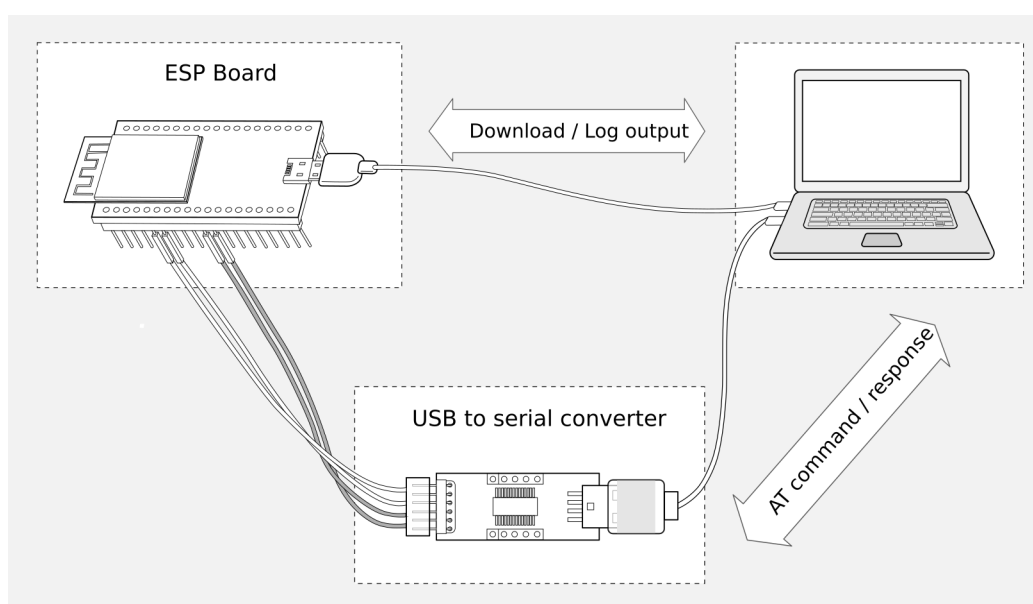 ESP Board
Download / Log output
USB to serial converter
AT command / response